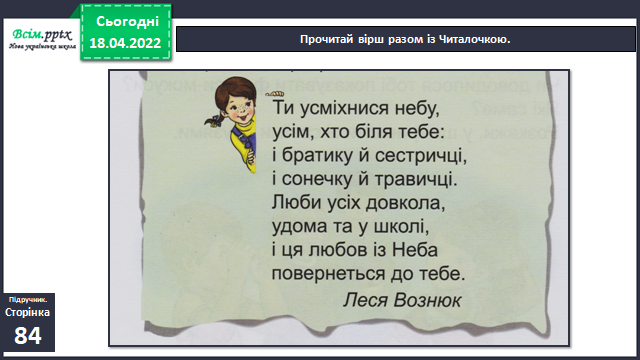 Всім.pptx
Нова українська школа
Сьогодні
18.04.2022
Прочитай вірш разом із Читалочкою.
Ти усміхнися небу,
усім, хто біля тебе:
і братику й сестричці,
і сонечку й травичці.
Люби усіх довкола,
удома та у школі,
і ця любов із Неба
повернеться до тебе.
Леся Вознюк
Підручник.
Сторінка
84